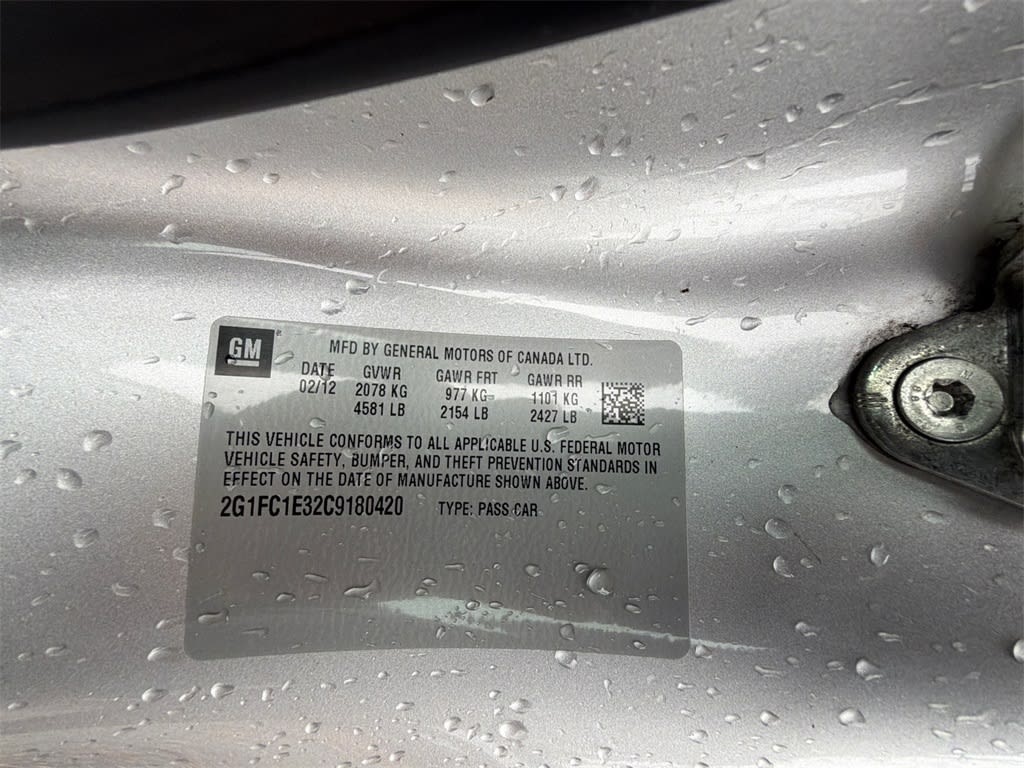 GM
MFD BY GENERAL MOTORS OF CANADA LTD.
DATE GVWR GAWR FRT GAWR RR
02/12 2078 KG 977 KG 1101 KG
4581 LB 2154 LB 2427 LB
THIS VEHICLE CONFORMS TO ALL APPLICABLE U.S. FEDERAL MOTOR
VEHICLE SAFETY, BUMPER, AND THEFT PREVENTION STANDARDS IN
EFFECT ON THE DATE OF MANUFACTURE SHOWN ABOVE.
2G1FC1E32C9180420 TYPE: PASS CAR